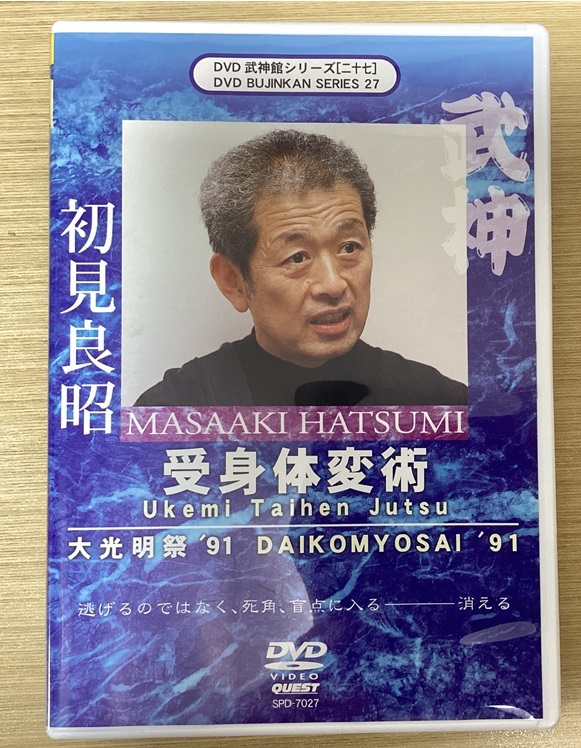 DVD 武神館シリーズ[二十七]
DVD BUJINKAN SERIES 27
武神
初見良昭
MASAAKI HATSUMI
受身体変術
Ukemi Taihen Jutsu
大光明祭 '91 DAIKOMYOSAI '91
逃げるのではなく、死角、盲点に入る────消える
DVD
VIDEO
QUEST
SPD-7027